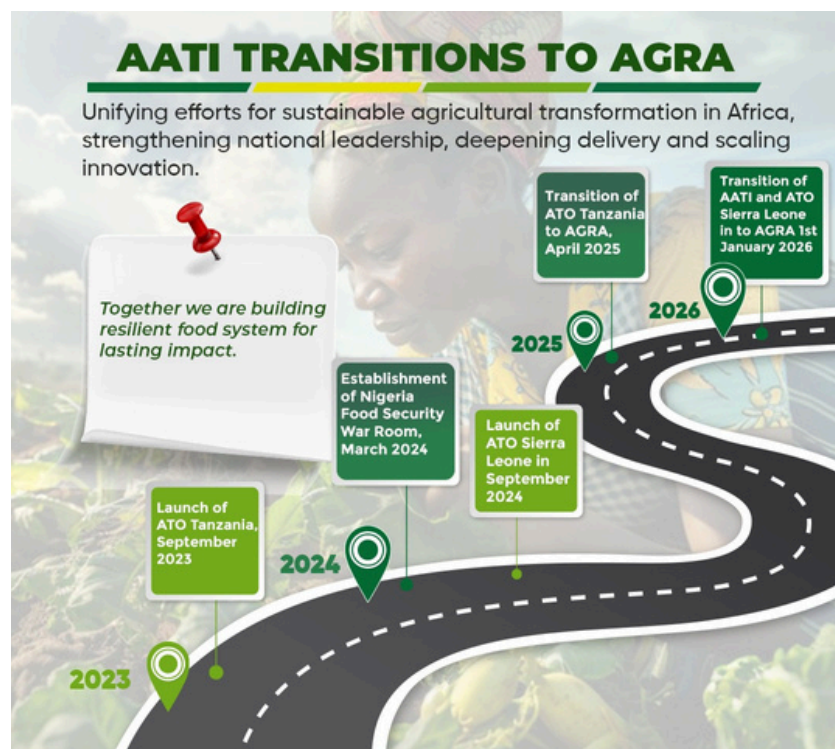 AATI TRANSITIONS TO AGRA
Unifying efforts for sustainable agricultural transformation in Africa,
strengthening national leadership, deepening delivery and scaling
innovation.
Together we are building
resilient food system for
lasting impact.
2023
Launch of
ATO Tanzania,
September
2023
2024
Establishment
of Nigeria
Food Security
War Room,
March 2024
Launch of
ATO Sierra
Leone in
September
2024
2025
Transition of
ATO Tanzania
to AGRA,
April 2025
2026
Transition of
AATI and ATO
Sierra Leone
in to AGRA 1st
January 2026